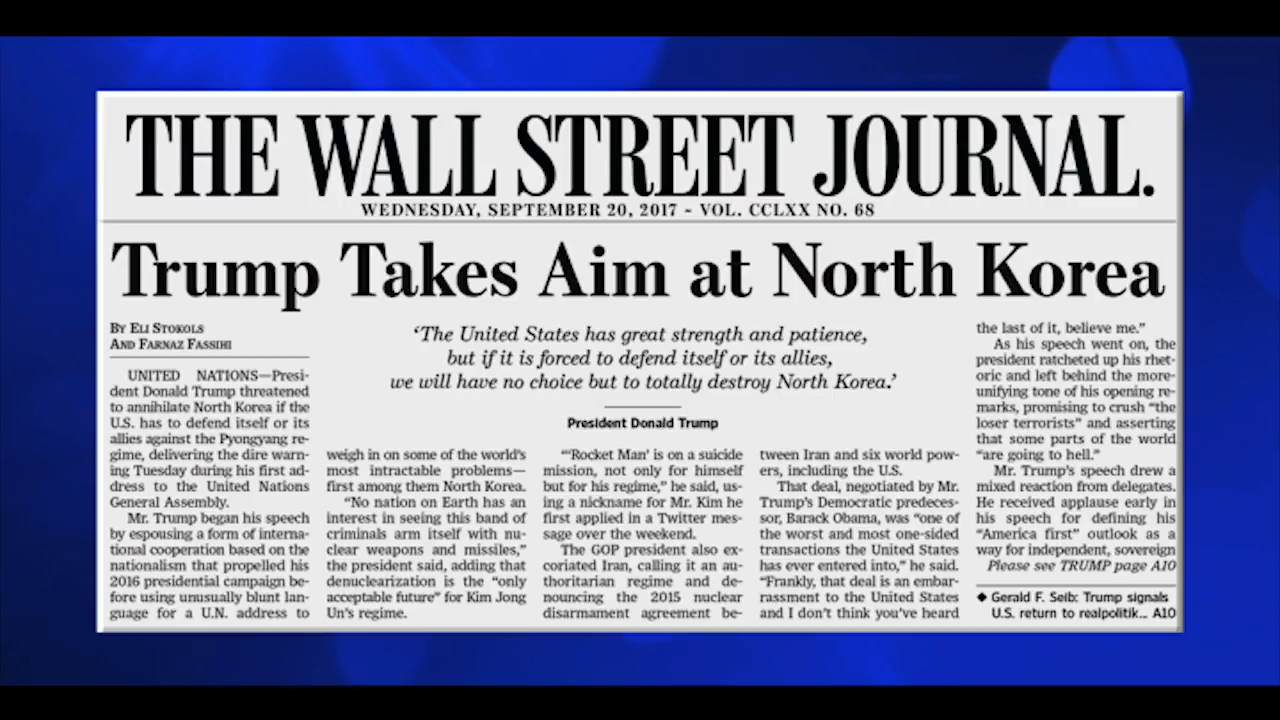 THE WALL STREET JOURNAL.
WEDNESDAY, SEPTEMBER 20, 2017 ~ VOL. CCLXX NO. 68
Trump Takes Aim at North Korea
BY ELI STOKOLS
AND FARNAZ FASSIHI
UNITED NATIONS—Presi-
dent Donald Trump threatened
to annihilate North Korea if the
U.S. has to defend itself or its
allies against the Pyongyang re-
gime, delivering the dire warn-
ing Tuesday during his first ad-
dress to the United Nations
General Assembly.
Mr. Trump began his speech
by espousing a form of interna-
tional cooperation based on the
nationalism that propelled his
2016 presidential campaign be-
fore using unusually blunt lan-
guage for a U.N. address to
‘The United States has great strength and patience,
but if it is forced to defend itself or its allies,
we will have no choice but to totally destroy North Korea.’
President Donald Trump
weigh in on some of the world's
most intractable problems—
first among them North Korea.
“No nation on Earth has an
interest in seeing this band of
criminals arm itself with nu-
clear weapons and missiles,”
the president said, adding that
denuclearization is the “only
acceptable future” for Kim Jong
Un's regime.
“‘Rocket Man’ is on a suicide
mission, not only for himself
but for his regime,” he said, us-
ing a nickname for Mr. Kim he
first applied in a Twitter mes-
sage over the weekend.
The GOP president also ex-
coriated Iran, calling it an au-
thoritarian regime and de-
nouncing the 2015 nuclear
disarmament agreement be-
tween Iran and six world pow-
ers, including the U.S.
That deal, negotiated by Mr.
Trump's Democratic predeces-
sor, Barack Obama, was “one of
the worst and most one-sided
transactions the United States
has ever entered into,” he said.
“Frankly, that deal is an embar-
rassment to the United States
and I don't think you've heard
the last of it, believe me.”
As his speech went on, the
president ratcheted up his rhet-
oric and left behind the more-
unifying tone of his opening re-
marks, promising to crush “the
loser terrorists” and asserting
that some parts of the world
“are going to hell.”
Mr. Trump's speech drew a
mixed reaction from delegates.
He received applause early in
his speech for defining his
“America first” outlook as a
way for independent, sovereign
Please see TRUMP page A10
◆ Gerald F. Seib: Trump signals
U.S. return to realpolitik... A10